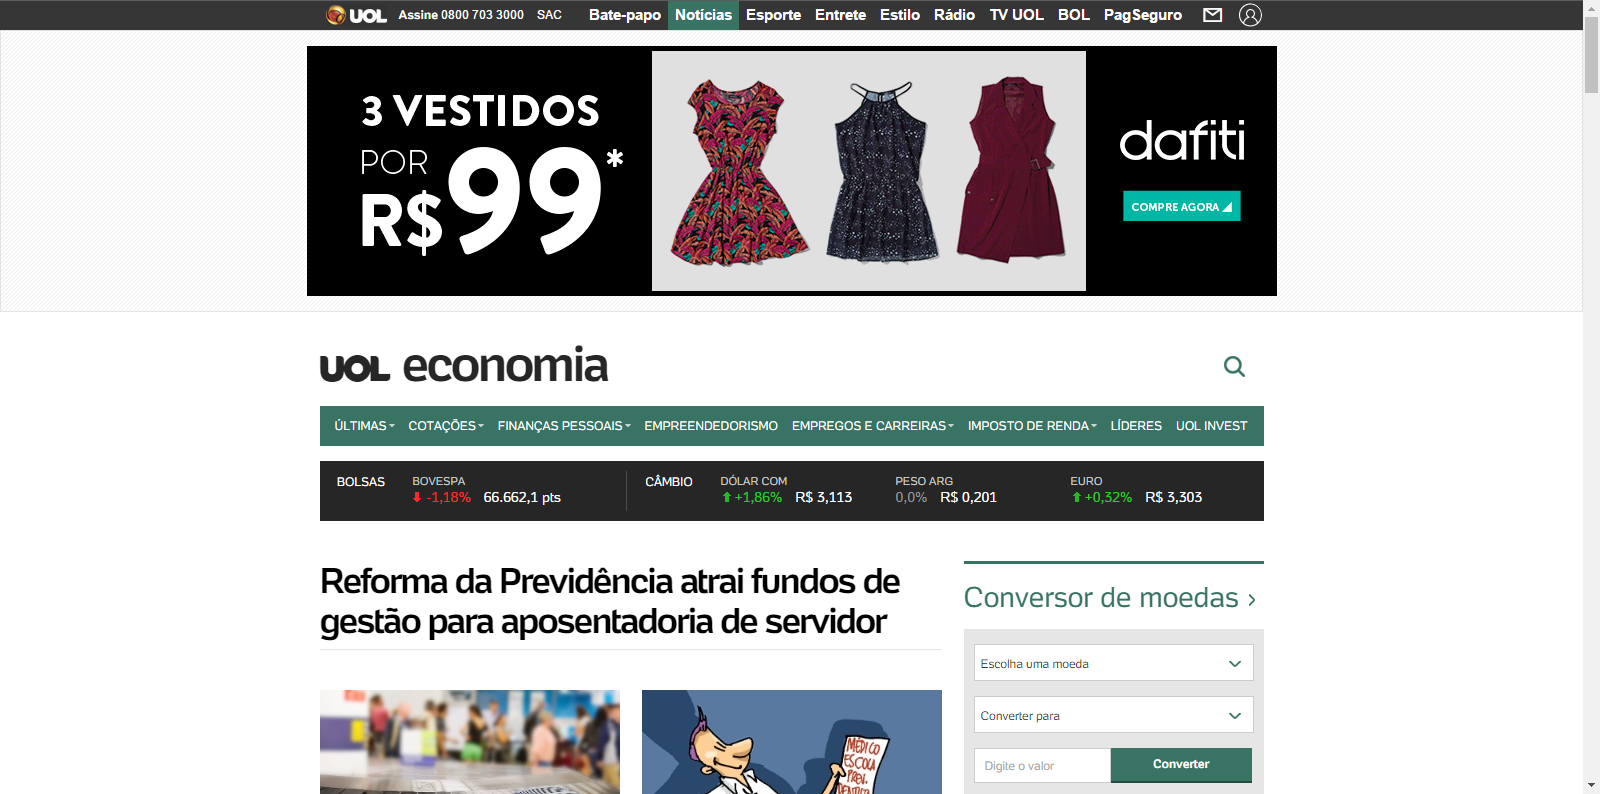 UOL Assine 0800 703 3000 SAC Bate-papo Notícias Esporte Entrete Estilo Rádio TV UOL BOL PagSeguro
3 VESTIDOS
POR
R$99*
dafiti
COMPRE AGORA
UOL economia
ÚLTIMAS COTAÇÕES FINANÇAS PESSOAIS EMPREENDEDORISMO EMPREGOS E CARREIRAS IMPOSTO DE RENDA LÍDERES UOL INVEST
BOLSAS
BOVESPA
-1,18% 66.662,1 pts
CÂMBIO
DÓLAR COM
+1,86% R$ 3,113
PESO ARG
0,0% R$ 0,201
EURO
+0,32% R$ 3,303
Reforma da Previdência atrai fundos de
gestão para aposentadoria de servidor
MÉDICO
ESCOLA
PREV.
Conversor de moedas ›
Escolha uma moeda
Converter para
Digite o valor
Converter